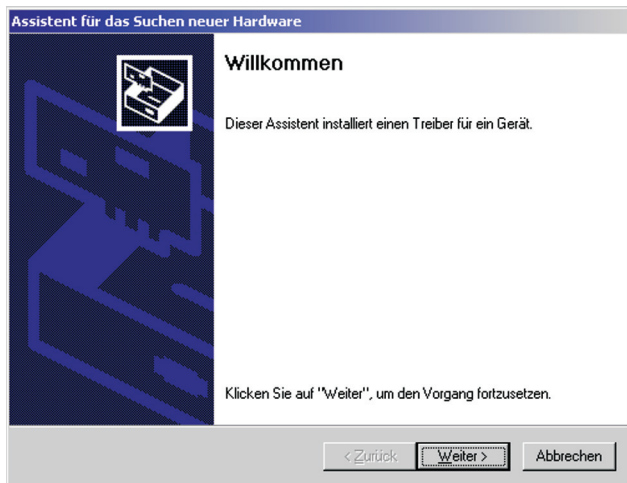 Assistent für das Suchen neuer Hardware
Willkommen
Dieser Assistent installiert einen Treiber für ein Gerät.
Klicken Sie auf "Weiter", um den Vorgang fortzusetzen.
< Zurück
Weiter >
Abbrechen